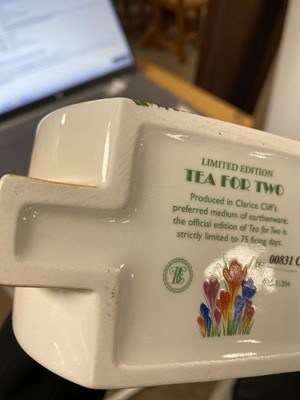 LIMITED EDITION
TEA FOR TWO
Produced in Clarice Cliff's
preferred medium of earthenware,
the official edition of Tea for Two is
strictly limited to 75 firing days.
00831 C